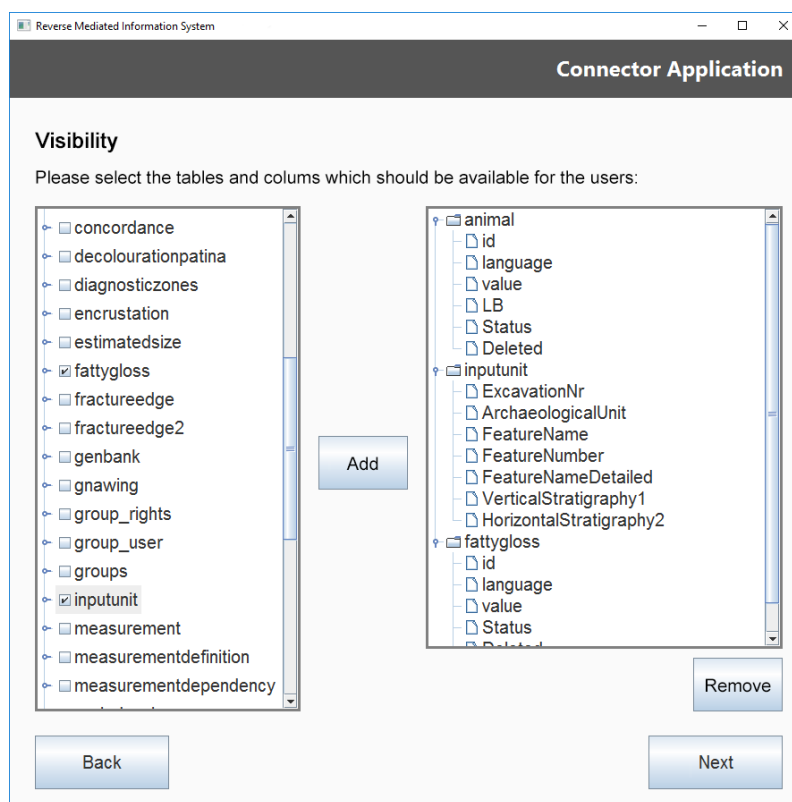 Reverse Mediated Information System
Connector Application
Visibility
Please select the tables and colums which should be available for the users:
concordance
decolourationpatina
diagnosticzones
encrustation
estimatedsize
fattygloss
fractureedge
fractureedge2
genbank
gnawing
group_rights
group_user
groups
inputunit
measurement
measurementdefinition
measurementdependency
Add
animal
id
language
value
LB
Status
Deleted
inputunit
ExcavationNr
ArchaeologicalUnit
FeatureName
FeatureNumber
FeatureNameDetailed
VerticalStratigraphy1
HorizontalStratigraphy2
fattygloss
id
language
value
Status
Deleted
Remove
Back
Next